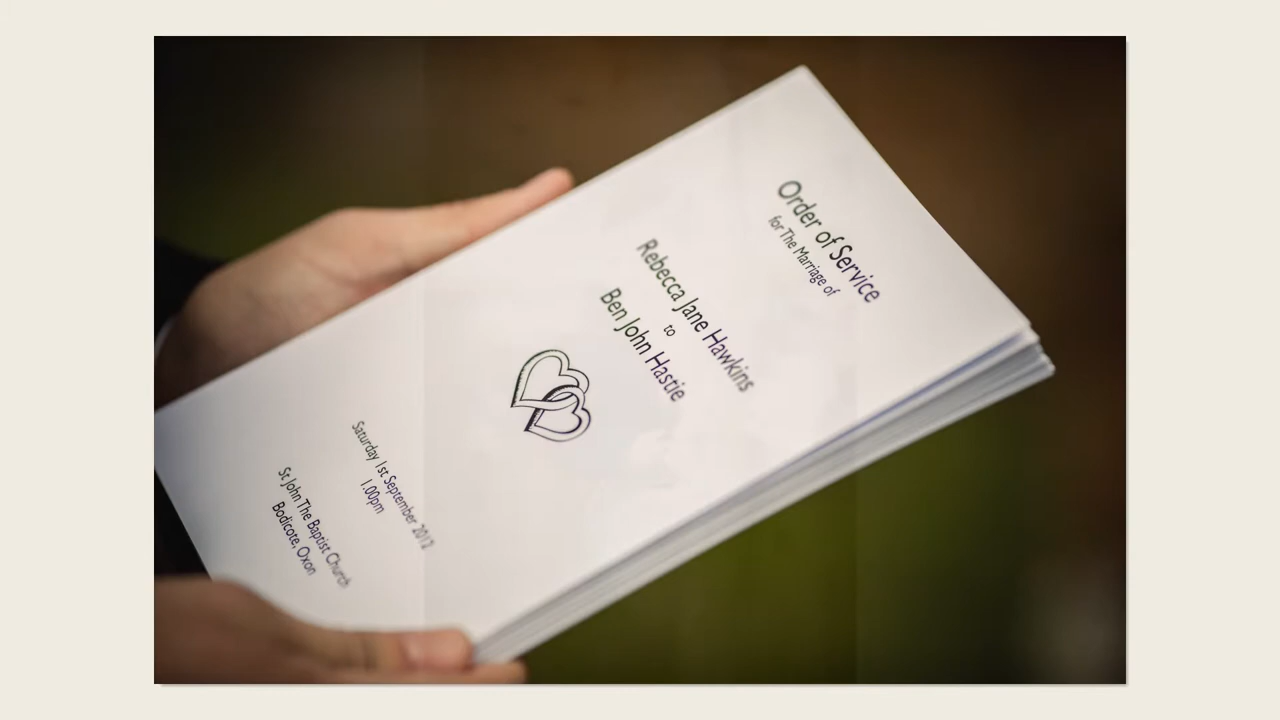 Order of Service
for The Marriage of
Rebecca Jane Hawkins
to
Ben John Hastie
Saturday 1st September 2012
1.00pm
St John The Baptist Church
Bodicote, Oxon